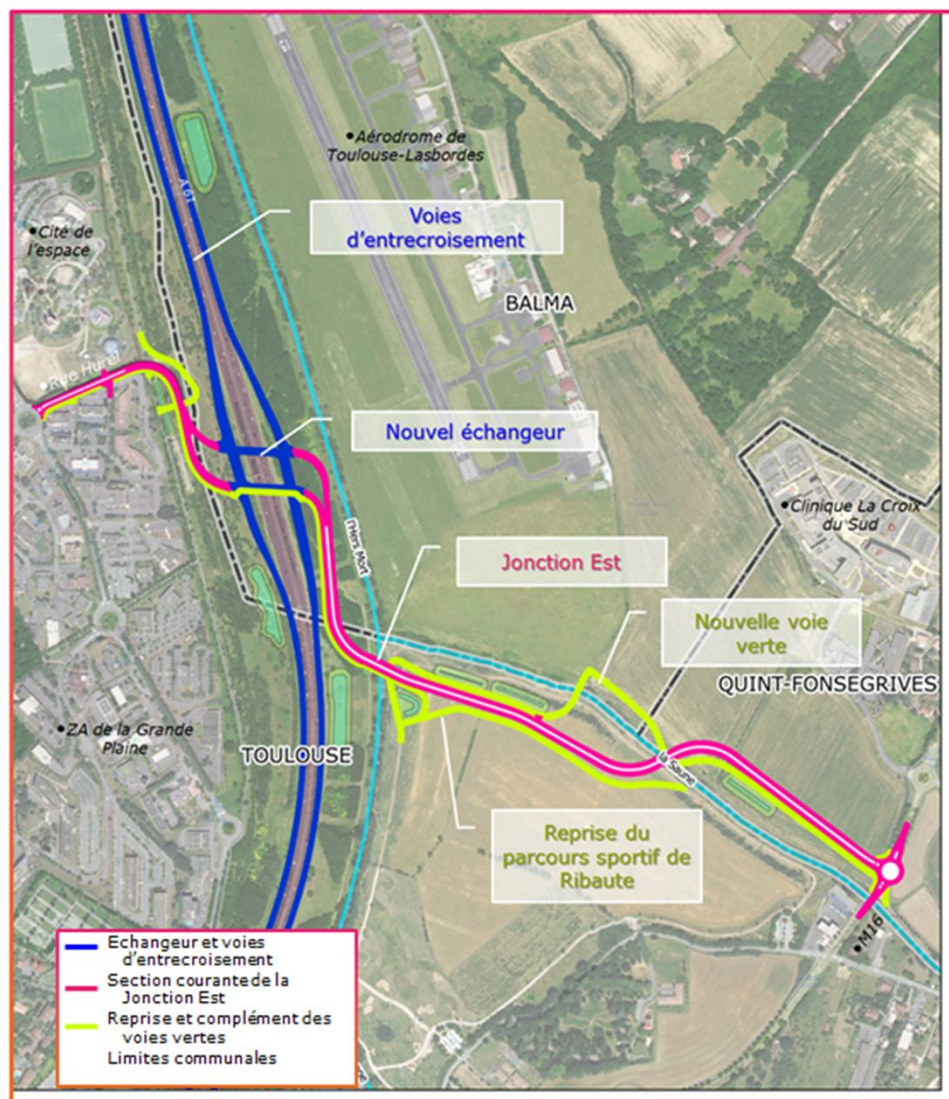 •Aérodrome de
Toulouse-Lasbordes
A 61
•Cité de
l'espace
Voies
d'entrecroisement
BALMA
•Rue Hurel
Nouvel échangeur
•Clinique La Croix
du Sud
l'Hers Mort
Jonction Est
Nouvelle voie
verte
QUINT-FONSEGRIVES
•ZA de la Grande
Plaine
TOULOUSE
la Saune
Reprise du
parcours sportif de
Ribaute
•M16
Echangeur et voies
d'entrecroisement
Section courante de la
Jonction Est
Reprise et complément des
voies vertes
Limites communales